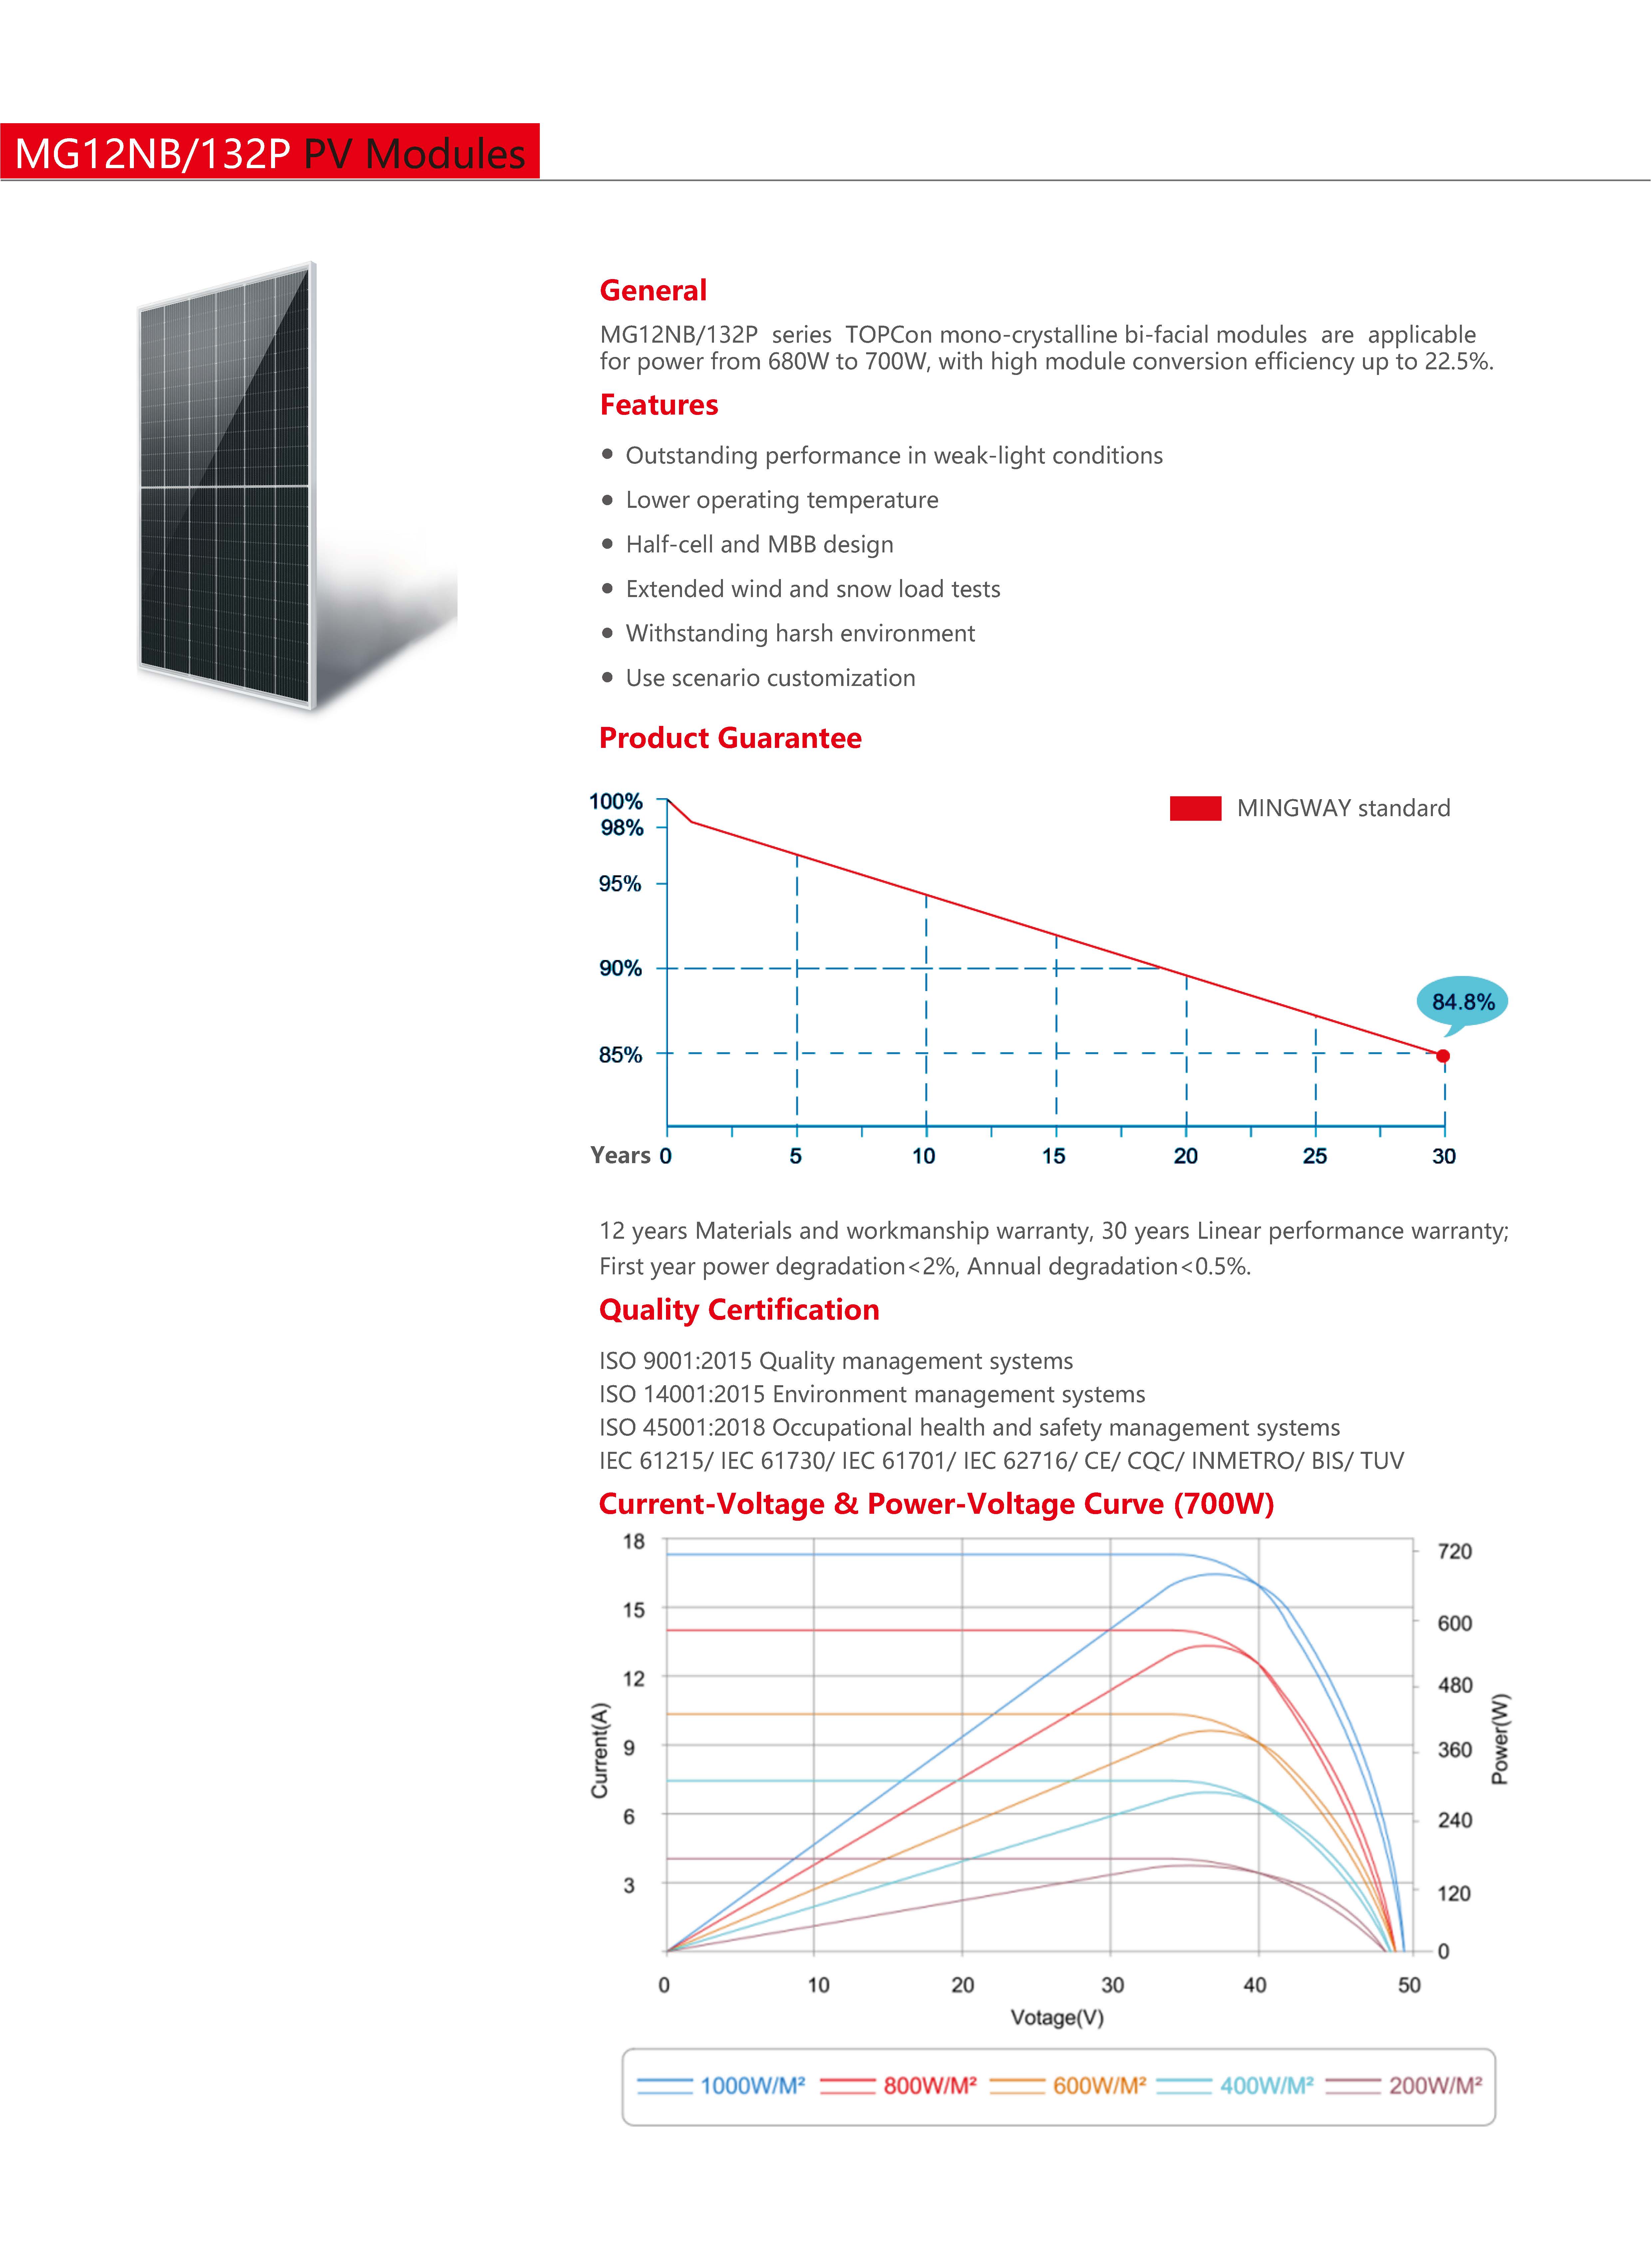 MG12NB/132P PV Modules
General
MG12NB/132P series TOPCon mono-crystalline bi-facial modules are applicable
for power from 680W to 700W, with high module conversion efficiency up to 22.5%.
Features
● Outstanding performance in weak-light conditions
● Lower operating temperature
● Half-cell and MBB design
● Extended wind and snow load tests
● Withstanding harsh environment
● Use scenario customization
Product Guarantee
MINGWAY standard
100%
98%
95%
90%
85%
84.8%
Years 0 5 10 15 20 25 30
12 years Materials and workmanship warranty, 30 years Linear performance warranty;
First year power degradation<2%, Annual degradation<0.5%.
Quality Certification
ISO 9001:2015 Quality management systems
ISO 14001:2015 Environment management systems
ISO 45001:2018 Occupational health and safety management systems
IEC 61215/ IEC 61730/ IEC 61701/ IEC 62716/ CE/ CQC/ INMETRO/ BIS/ TUV
Current-Voltage & Power-Voltage Curve (700W)
Current(A)
18
15
12
9
6
3
720
600
480
360
240
120
0
Power(W)
0 10 20 30 40 50
Votage(V)
1000W/M² 800W/M² 600W/M² 400W/M² 200W/M²